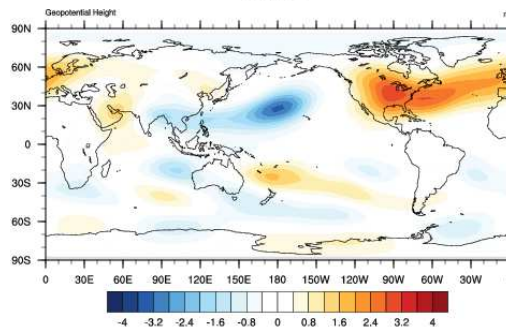 Geopotential Height
90N
60N
30N
0
30S
60S
90S
0 30E 60E 90E 120E 150E 180 150W 120W 90W 60W 30W
-4 -3.2 -2.4 -1.6 -0.8 0 0.8 1.6 2.4 3.2 4